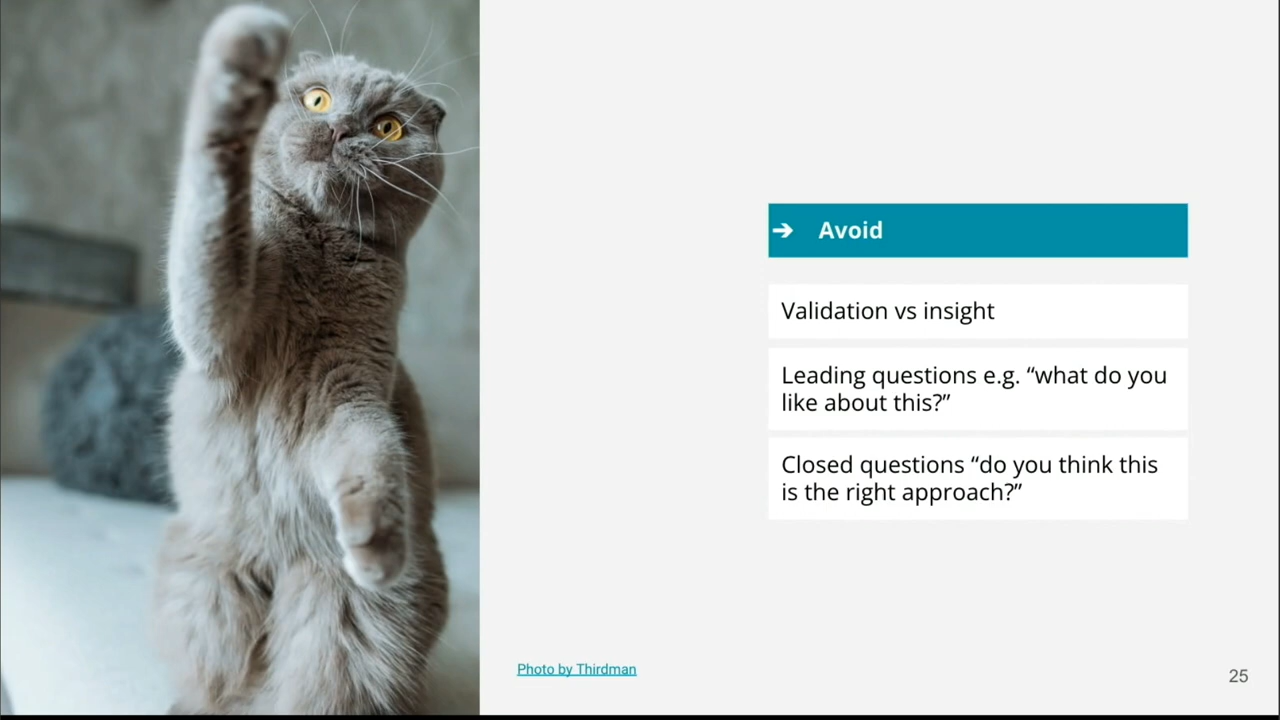 ➔ Avoid
Validation vs insight
Leading questions e.g. “what do you
like about this?”
Closed questions “do you think this
is the right approach?”
Photo by Thirdman
25